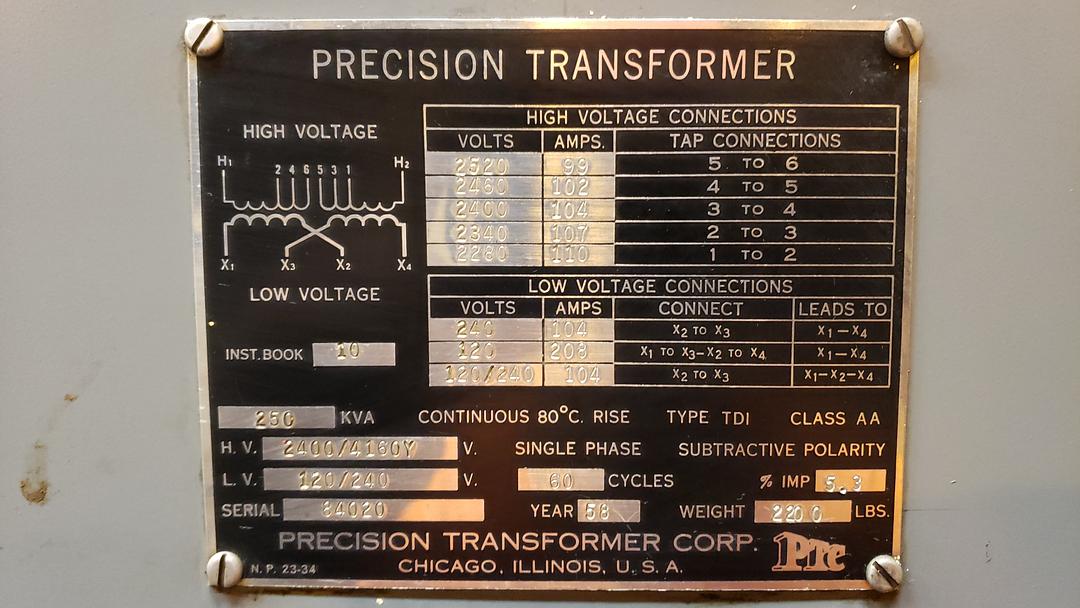 PRECISION TRANSFORMER
HIGH VOLTAGE
H1 2 4 6 5 3 1 H2
X1 X3 X2 X4
LOW VOLTAGE
INST. BOOK 10
HIGH VOLTAGE CONNECTIONS
VOLTS AMPS. TAP CONNECTIONS
2520 99 5 TO 6
2460 102 4 TO 5
2400 104 3 TO 4
2340 107 2 TO 3
2280 110 1 TO 2
LOW VOLTAGE CONNECTIONS
VOLTS AMPS CONNECT LEADS TO
240 104 X2 TO X3 X1–X4
120 208 X1 TO X3–X2 TO X4 X1–X4
120/240 104 X2 TO X3 X1–X2–X4
250 KVA CONTINUOUS 80°C. RISE TYPE TDI CLASS AA
H. V. 2400/4160Y V. SINGLE PHASE SUBTRACTIVE POLARITY
L. V. 120/240 V. 60 CYCLES % IMP 5.3
SERIAL 84020 YEAR 58 WEIGHT 2200 LBS.
PRECISION TRANSFORMER CORP. PTC
N. P. 23-34 CHICAGO, ILLINOIS, U. S. A.